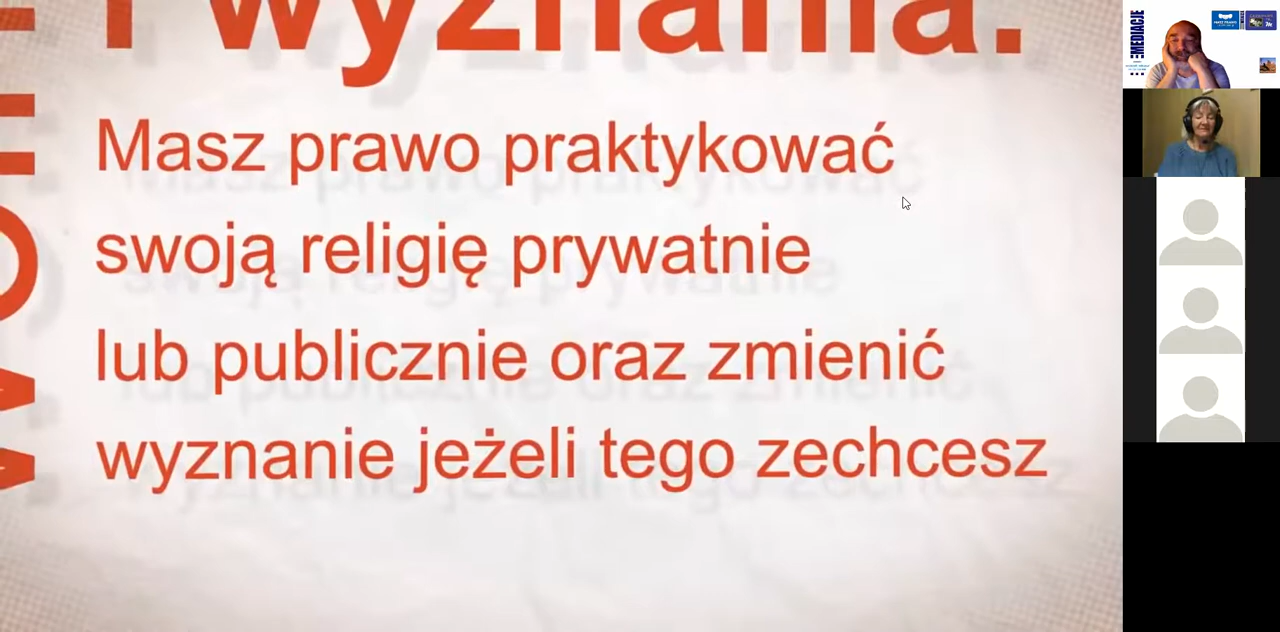 i wyznania.
Masz prawo praktykować
swoją religię prywatnie
lub publicznie oraz zmienić
wyznanie jeżeli tego zechcesz
MEDIACJE